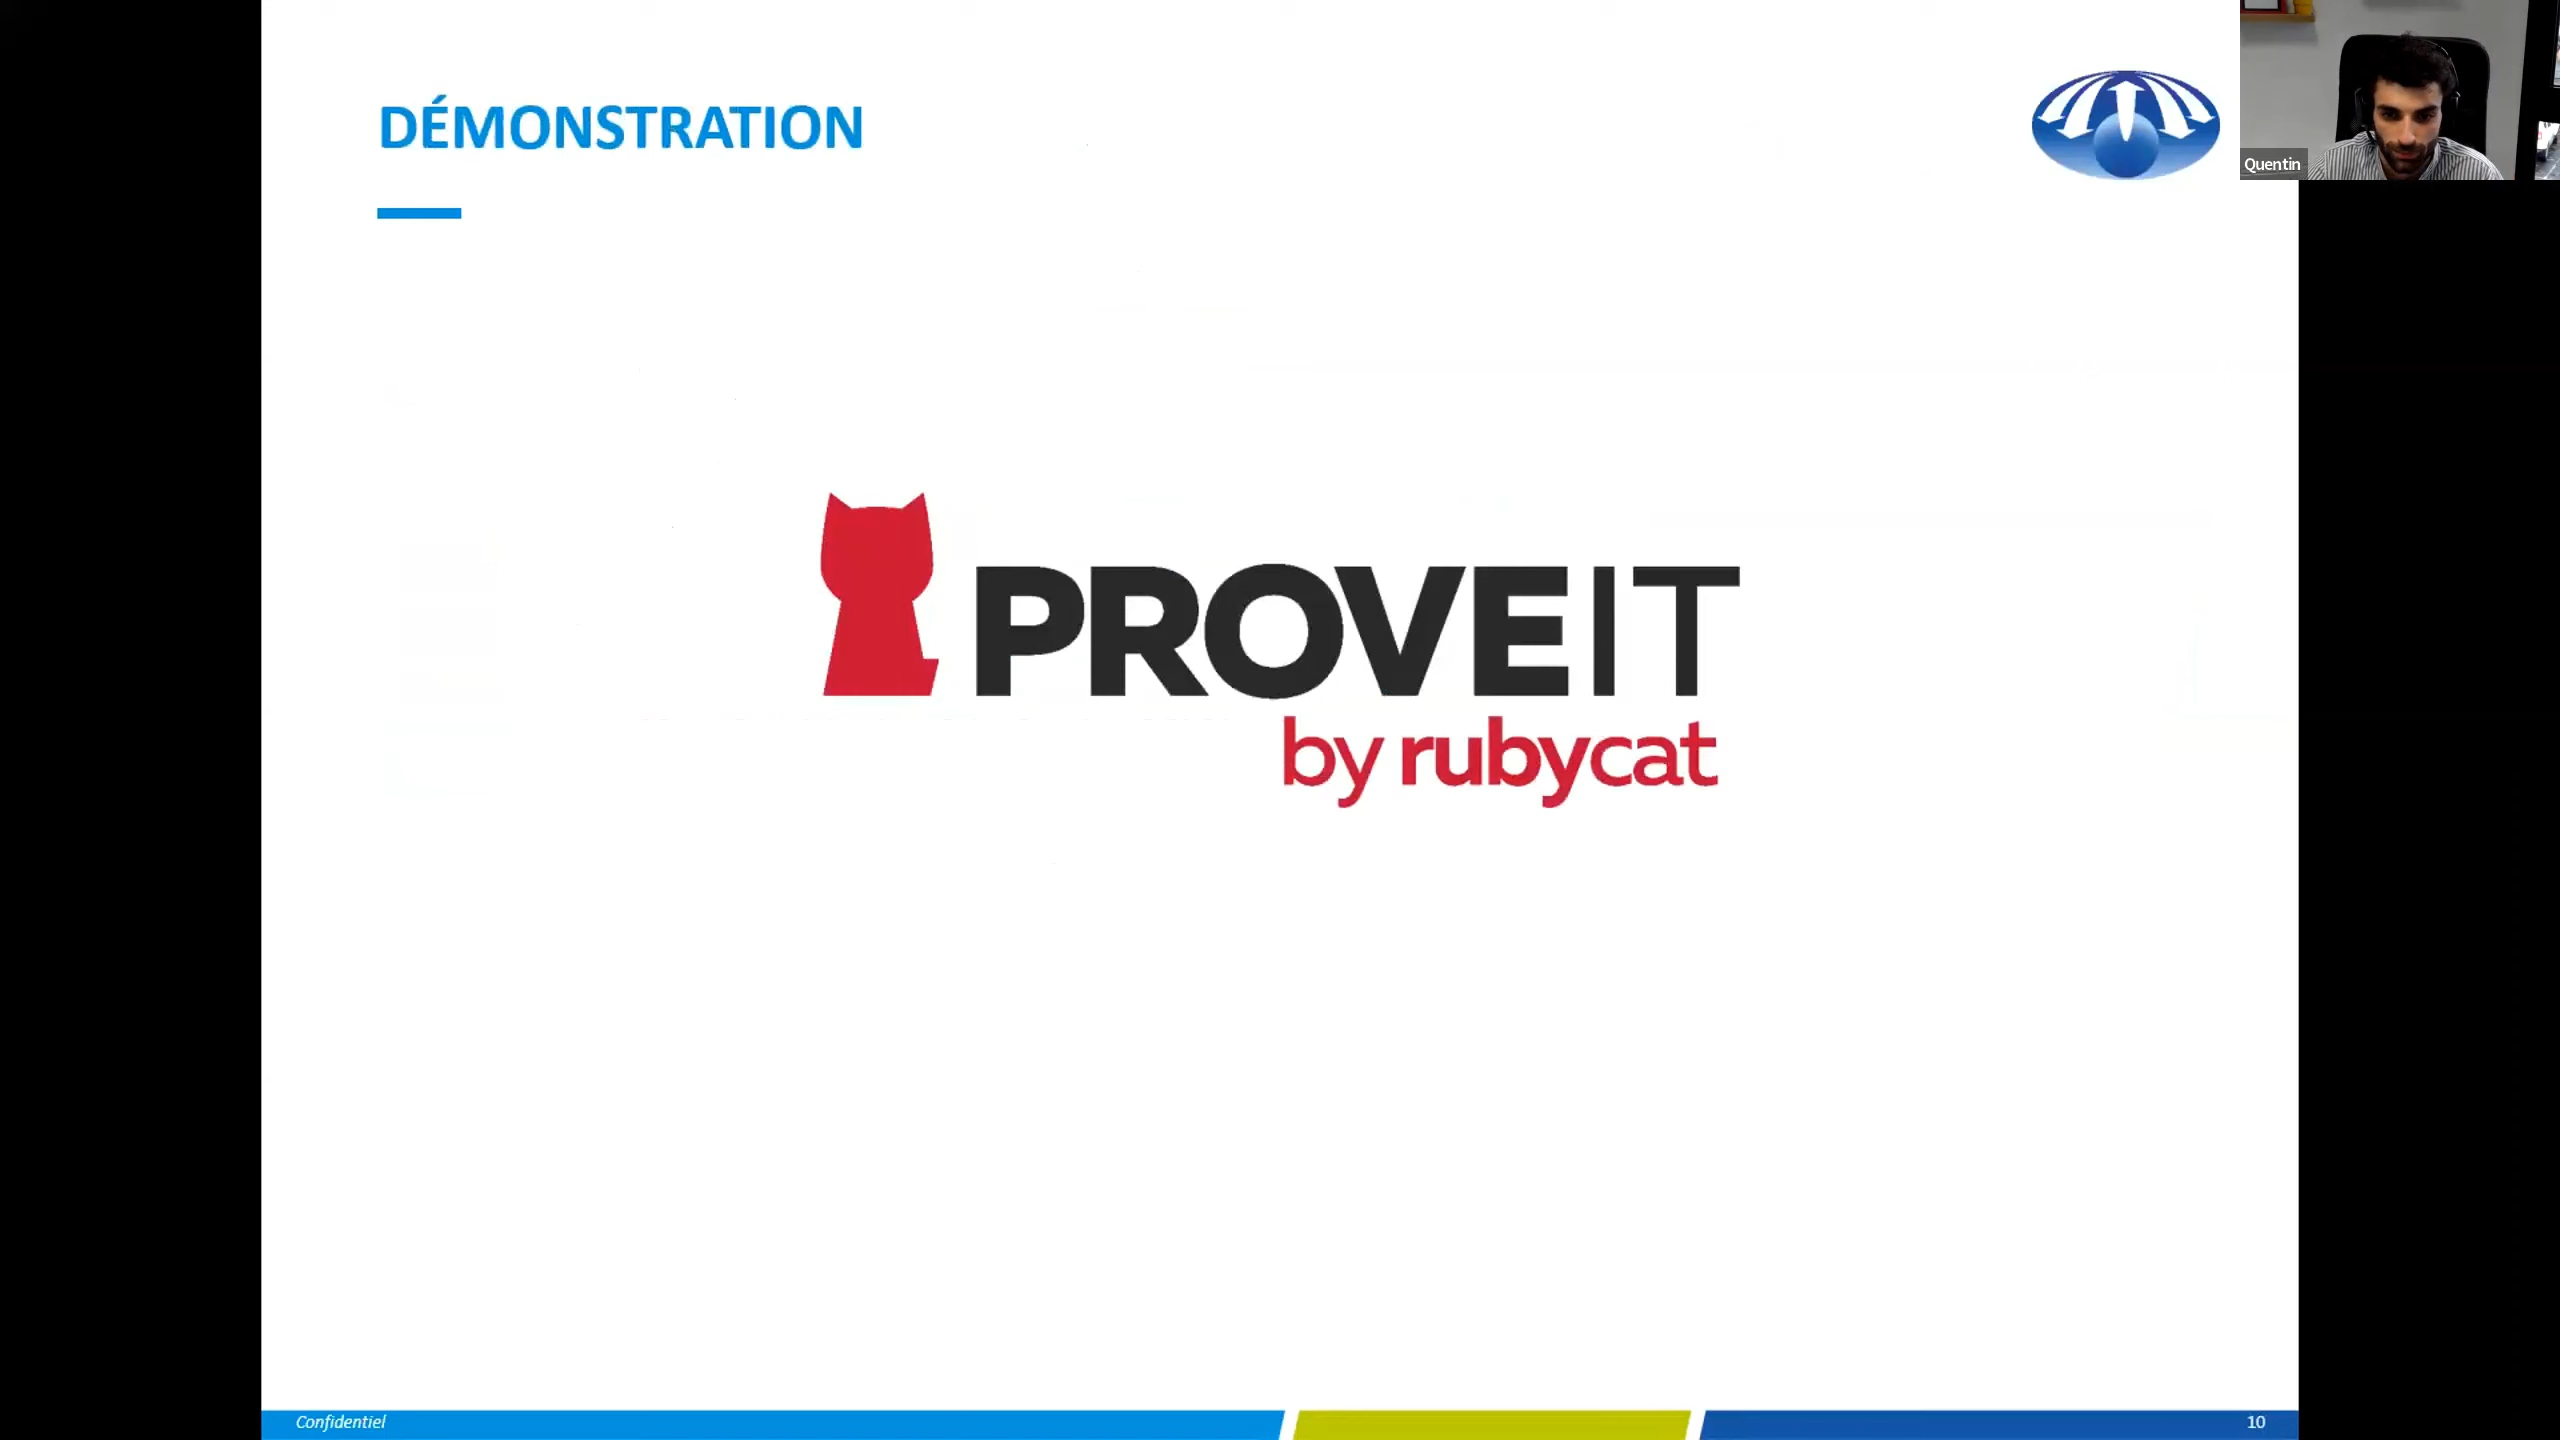 DÉMONSTRATION
Quentin
PROVEIT
by rubycat
Confidentiel
10